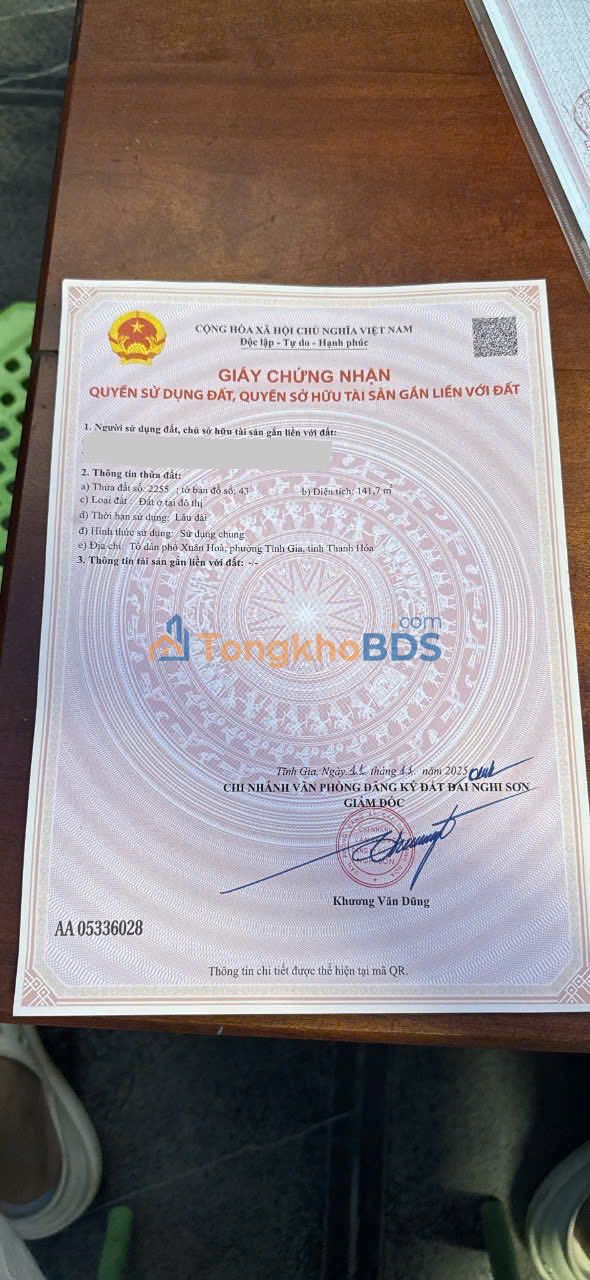 CỘNG HÒA XÃ HỘI CHỦ NGHĨA VIỆT NAM
Độc lập - Tự do - Hạnh phúc
GIẤY CHỨNG NHẬN
QUYỀN SỬ DỤNG ĐẤT, QUYỀN SỞ HỮU TÀI SẢN GẮN LIỀN VỚI ĐẤT
1. Người sử dụng đất, chủ sở hữu tài sản gắn liền với đất:
2. Thông tin thửa đất:
a) Thửa đất số: 2255 ; tờ bản đồ số: 43 b) Diện tích: 141,7 m²
c) Loại đất : Đất ở tại đô thị
d) Thời hạn sử dụng: Lâu dài
đ) Hình thức sử dụng: Sử dụng chung
e) Địa chỉ: Tổ dân phố Xuân Hoà, phường Tĩnh Gia, tỉnh Thanh Hóa
3. Thông tin tài sản gắn liền với đất: -/-
TongkhoBDS.com
Tĩnh Gia, Ngày 11 tháng 11 năm 2025
CHI NHÁNH VĂN PHÒNG ĐĂNG KÝ ĐẤT ĐAI NGHI SƠN
GIÁM ĐỐC
Khương Văn Dũng
AA 05336028
Thông tin chi tiết được thể hiện tại mã QR.